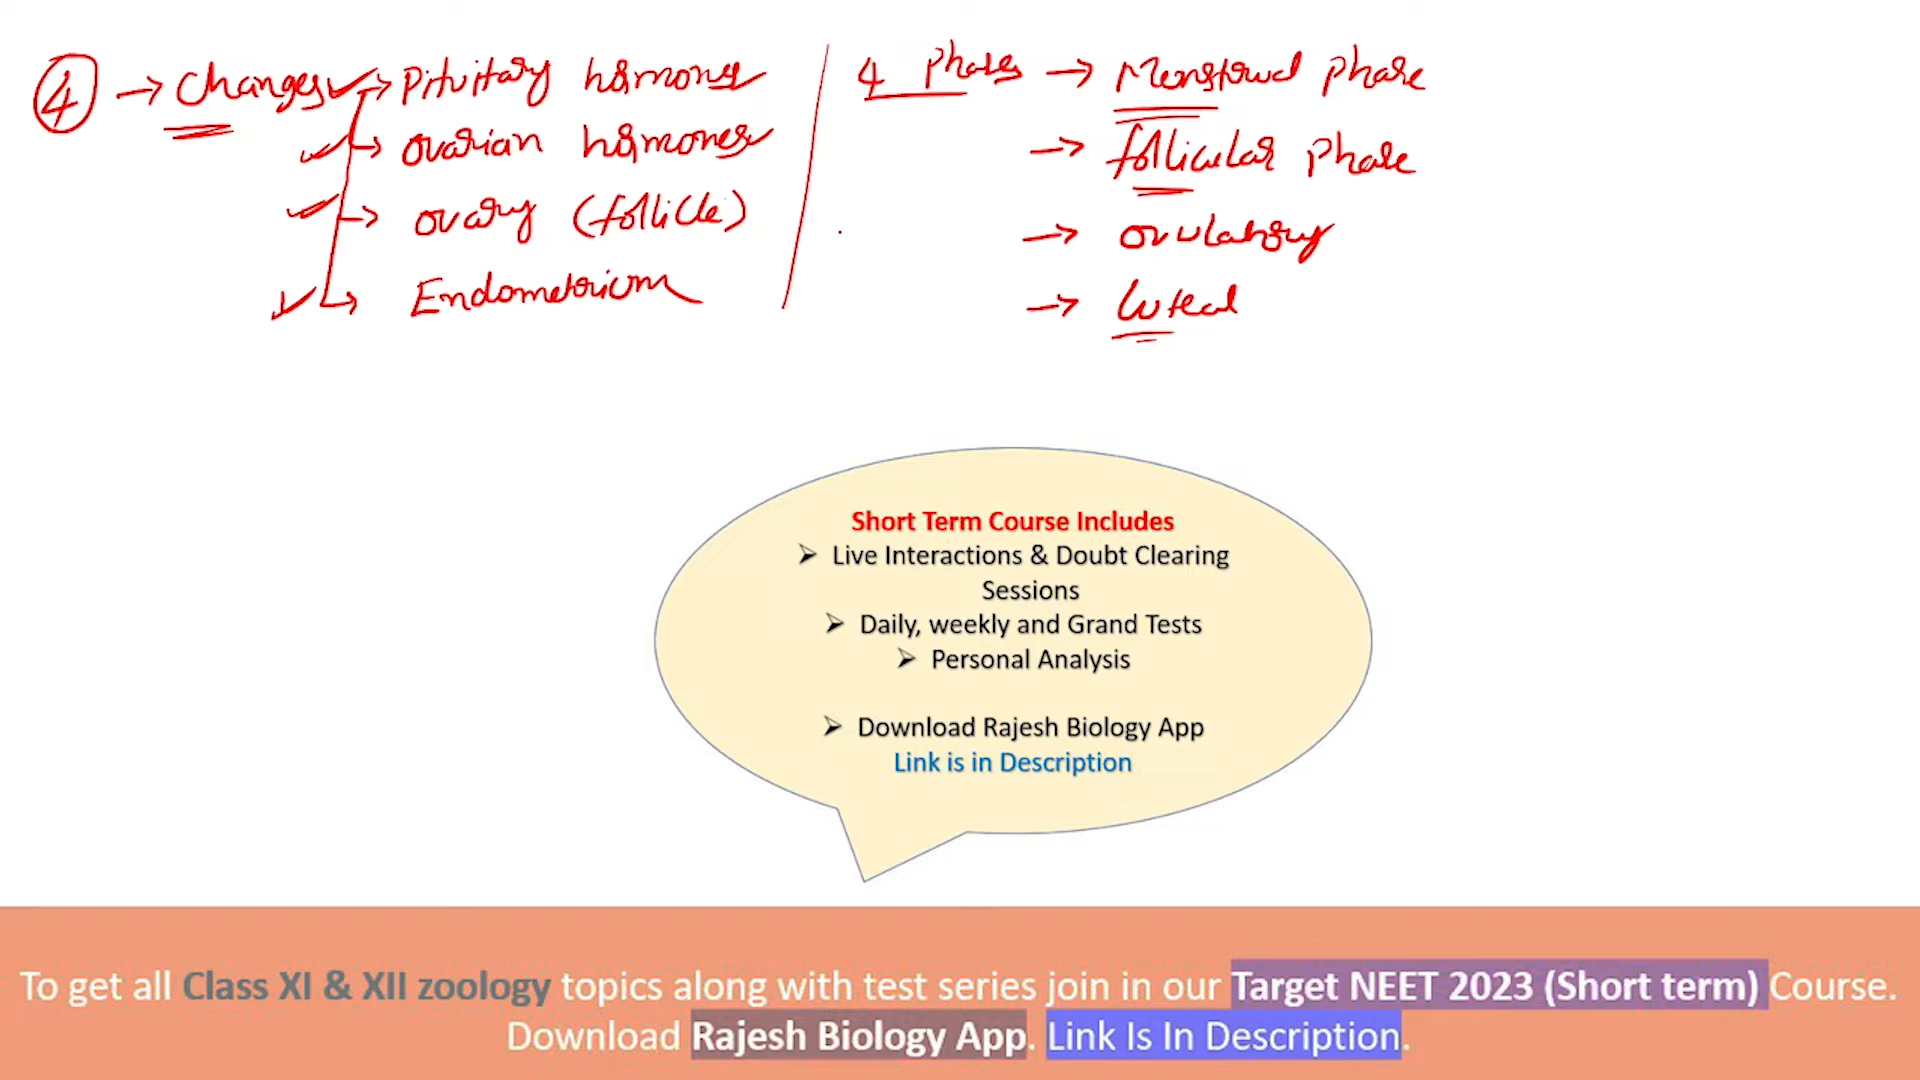 4 → Changes → Pituitary hormones
→ ovarian hormones
→ ovary (follicle)
→ Endometrium
4 phases → Menstrual phase
→ follicular phase
→ ovulatory
→ luteal
Short Term Course Includes
➢ Live Interactions & Doubt Clearing
Sessions
➢ Daily, weekly and Grand Tests
➢ Personal Analysis
➢ Download Rajesh Biology App
Link is in Description
To get all Class XI & XII zoology topics along with test series join in our Target NEET 2023 (Short term) Course.
Download Rajesh Biology App. Link Is In Description.